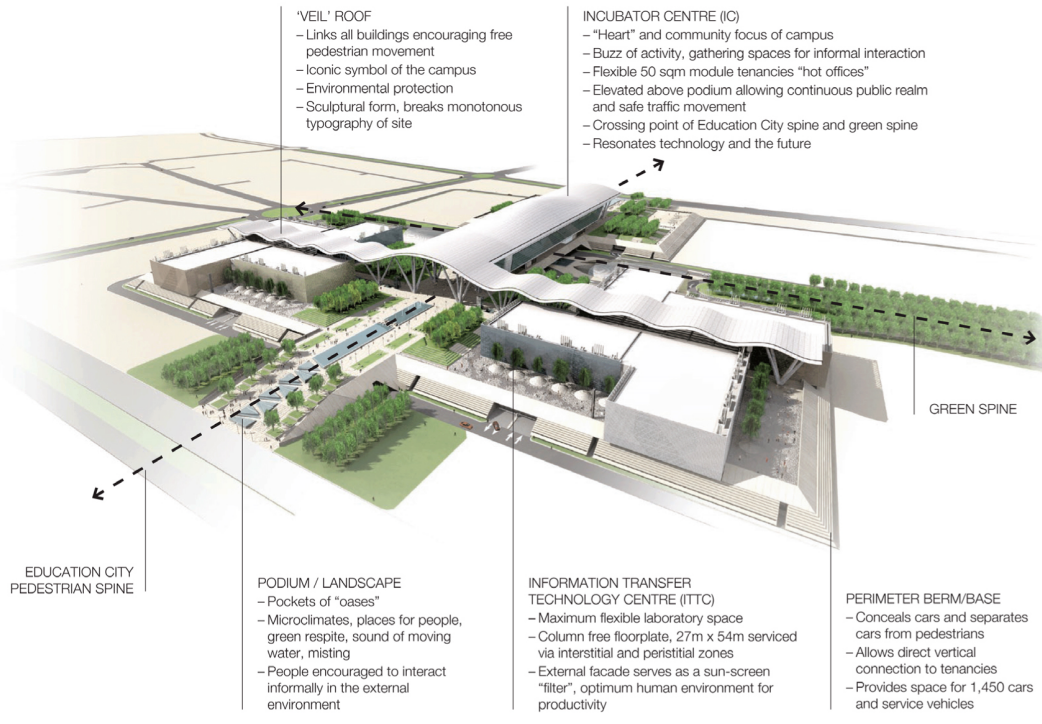 'VEIL' ROOF
– Links all buildings encouraging free
pedestrian movement
– Iconic symbol of the campus
– Environmental protection
– Sculptural form, breaks monotonous
typography of site
INCUBATOR CENTRE (IC)
– "Heart" and community focus of campus
– Buzz of activity, gathering spaces for informal interaction
– Flexible 50 sqm module tenancies "hot offices"
– Elevated above podium allowing continuous public realm
and safe traffic movement
– Crossing point of Education City spine and green spine
– Resonates technology and the future
GREEN SPINE
EDUCATION CITY
PEDESTRIAN SPINE
PODIUM / LANDSCAPE
– Pockets of "oases"
– Microclimates, places for people,
green respite, sound of moving
water, misting
– People encouraged to interact
informally in the external
environment
INFORMATION TRANSFER
TECHNOLOGY CENTRE (ITTC)
– Maximum flexible laboratory space
– Column free floorplate, 27m x 54m serviced
via interstitial and peristitial zones
– External facade serves as a sun-screen
"filter", optimum human environment for
productivity
PERIMETER BERM/BASE
– Conceals cars and separates
cars from pedestrians
– Allows direct vertical
connection to tenancies
– Provides space for 1,450 cars
and service vehicles